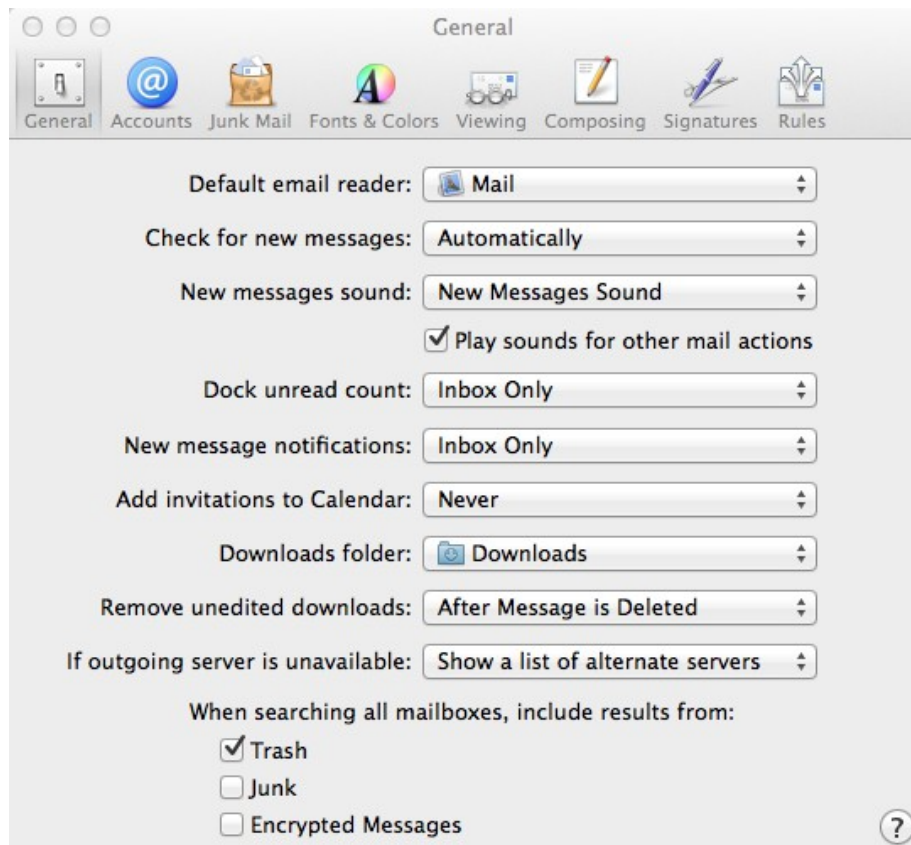 General
General Accounts Junk Mail Fonts & Colors Viewing Composing Signatures Rules
Default email reader: Mail
Check for new messages: Automatically
New messages sound: New Messages Sound
Play sounds for other mail actions
Dock unread count: Inbox Only
New message notifications: Inbox Only
Add invitations to Calendar: Never
Downloads folder: Downloads
Remove unedited downloads: After Message is Deleted
If outgoing server is unavailable: Show a list of alternate servers
When searching all mailboxes, include results from:
Trash
Junk
Encrypted Messages
?